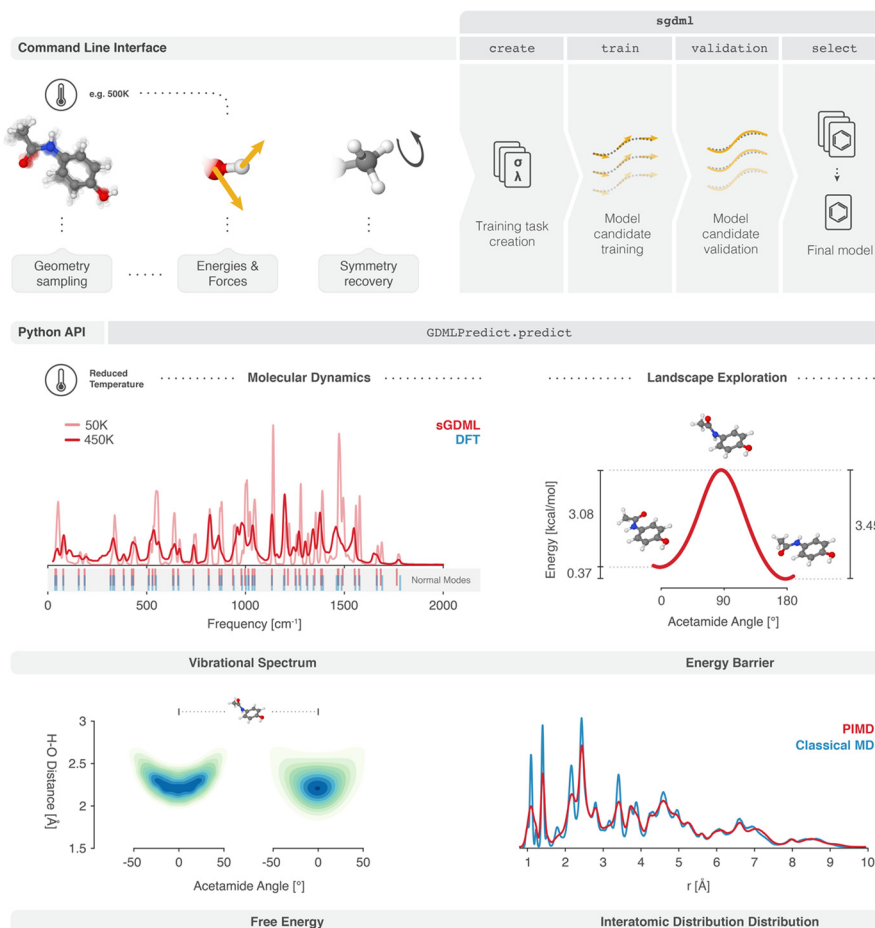 sgdml
Command Line Interface
create
train
validation
select
e.g. 500K
σ
λ
Training task
creation
Model
candidate
training
Model
candidate
validation
Final model
Geometry
sampling
Energies &
Forces
Symmetry
recovery
Python API
GDMLPredict.predict
Reduced
Temperature
Molecular Dynamics
Landscape Exploration
50K
450K
sGDML
DFT
Normal Modes
0
500
1000
1500
2000
Frequency [cm⁻¹]
Energy [kcal/mol]
3.08
0.37
3.45
0
90
180
Acetamide Angle [°]
Vibrational Spectrum
Energy Barrier
H-O Distance [Å]
3
2.5
2
1.5
-50
0
50
-50
0
50
Acetamide Angle [°]
PIMD
Classical MD
1
2
3
4
5
6
7
8
9
10
r [Å]
Free Energy
Interatomic Distribution Distribution